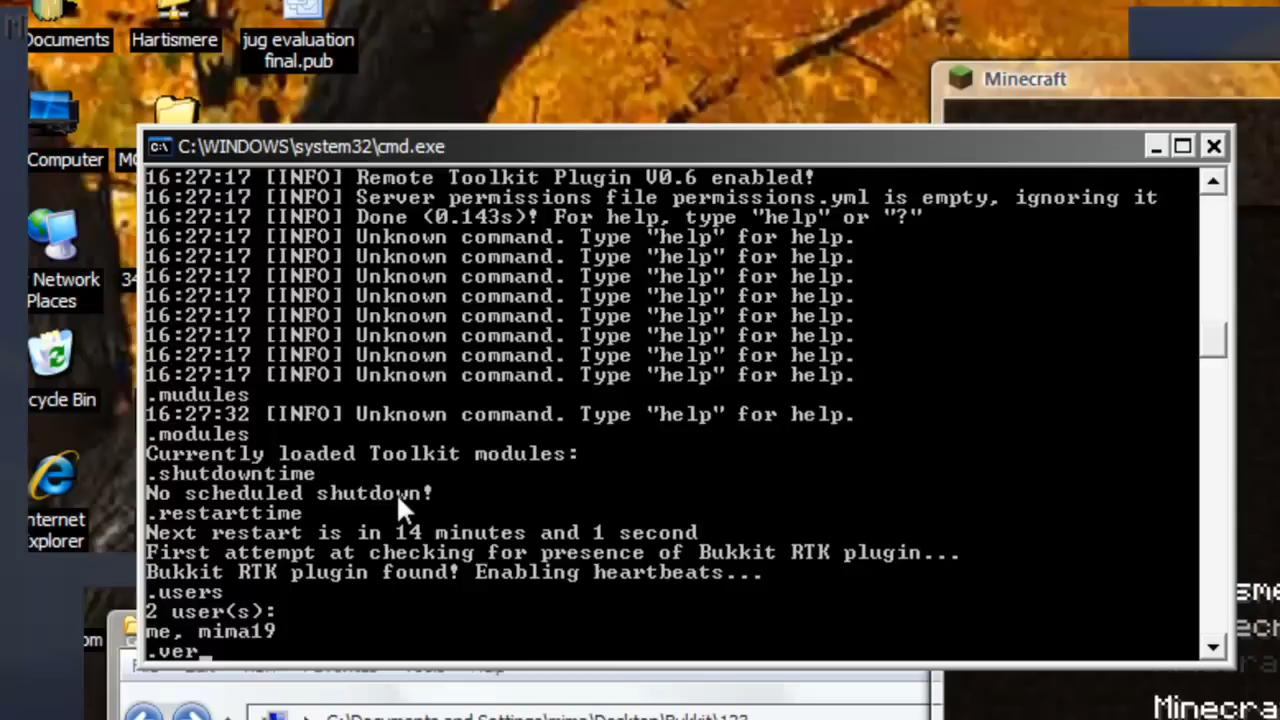 Documents
Hartismere
jug evaluation
final.pub
Minecraft
Computer
C:\WINDOWS\system32\cmd.exe
16:27:17 [INFO] Remote Toolkit Plugin V0.6 enabled!
16:27:17 [INFO] Server permissions file permissions.yml is empty, ignoring it
16:27:17 [INFO] Done (0.143s)! For help, type "help" or "?"
16:27:17 [INFO] Unknown command. Type "help" for help.
16:27:17 [INFO] Unknown command. Type "help" for help.
16:27:17 [INFO] Unknown command. Type "help" for help.
16:27:17 [INFO] Unknown command. Type "help" for help.
16:27:17 [INFO] Unknown command. Type "help" for help.
16:27:17 [INFO] Unknown command. Type "help" for help.
16:27:17 [INFO] Unknown command. Type "help" for help.
16:27:17 [INFO] Unknown command. Type "help" for help.
.mudules
16:27:32 [INFO] Unknown command. Type "help" for help.
.modules
Currently loaded Toolkit modules:
.shutdowntime
No scheduled shutdown!
.restarttime
Next restart is in 14 minutes and 1 second
First attempt at checking for presence of Bukkit RTK plugin...
Bukkit RTK plugin found! Enabling heartbeats...
.users
2 user(s):
me, mima19
.ver_
Network
Places
34
cycle Bin
nternet
xplorer
Minecra